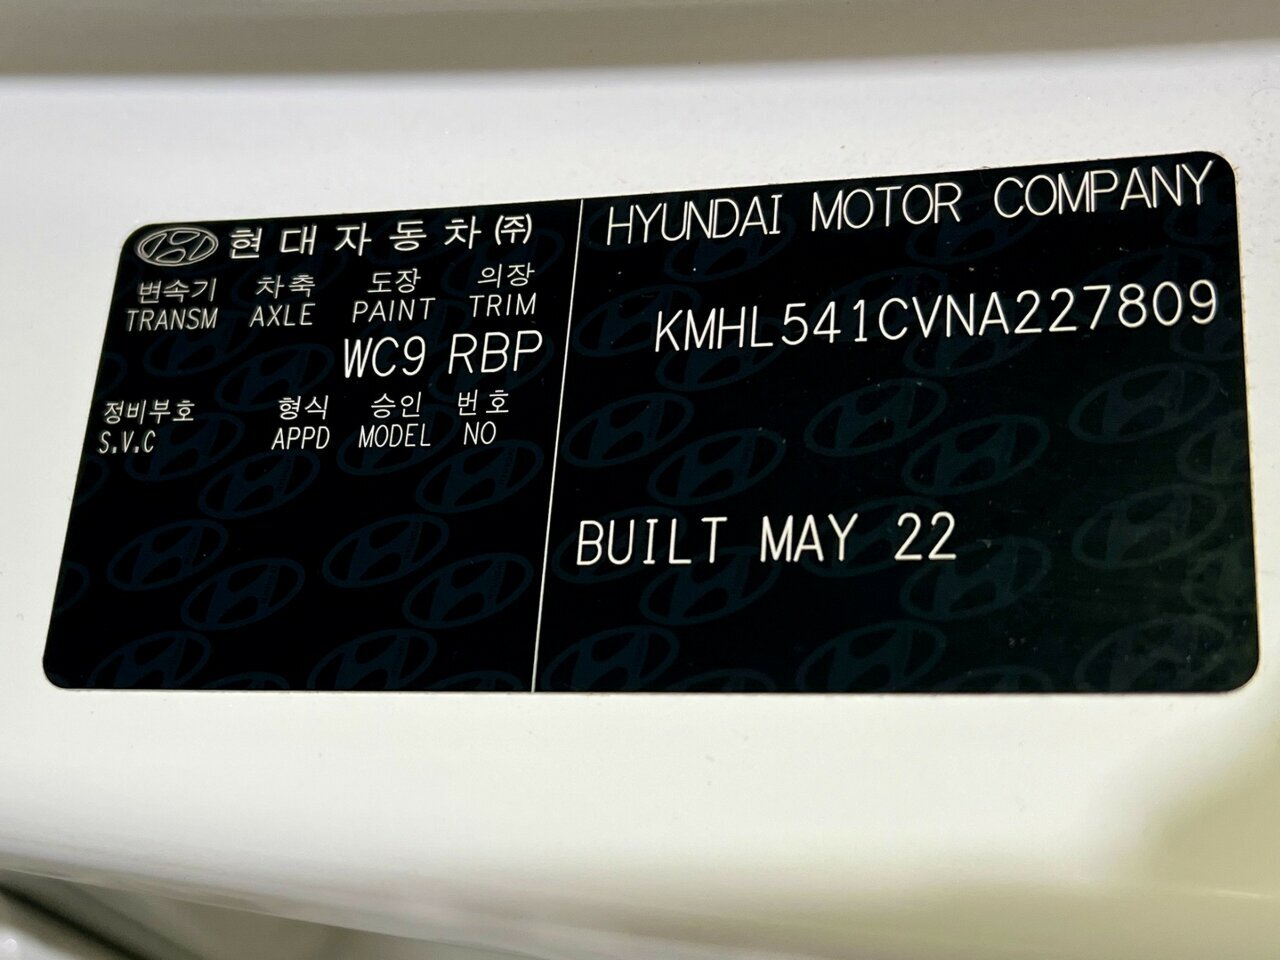 현대자동차㈜
변속기 차축 도장 의장
TRANSM AXLE PAINT TRIM
WC9 RBP
정비부호 형식 승인 번호
S.V.C APPD MODEL NO
HYUNDAI MOTOR COMPANY
KMHL541CVNA227809
BUILT MAY 22